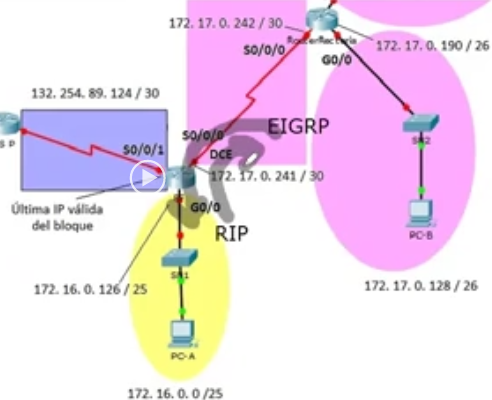 172. 17. 0. 242 / 30
172. 17. 0. 190 / 26
S0/0/0
G0/0
132. 254. 89. 124 / 30
EIGRP
S0/0/0
S0/0/1
DCE
172. 17. 0. 241 / 30
Última IP válida
del bloque
G0/0
RIP
172. 16. 0. 126 / 25
PC-B
172. 17. 0. 128 / 26
PC-A
172. 16. 0. 0 /25